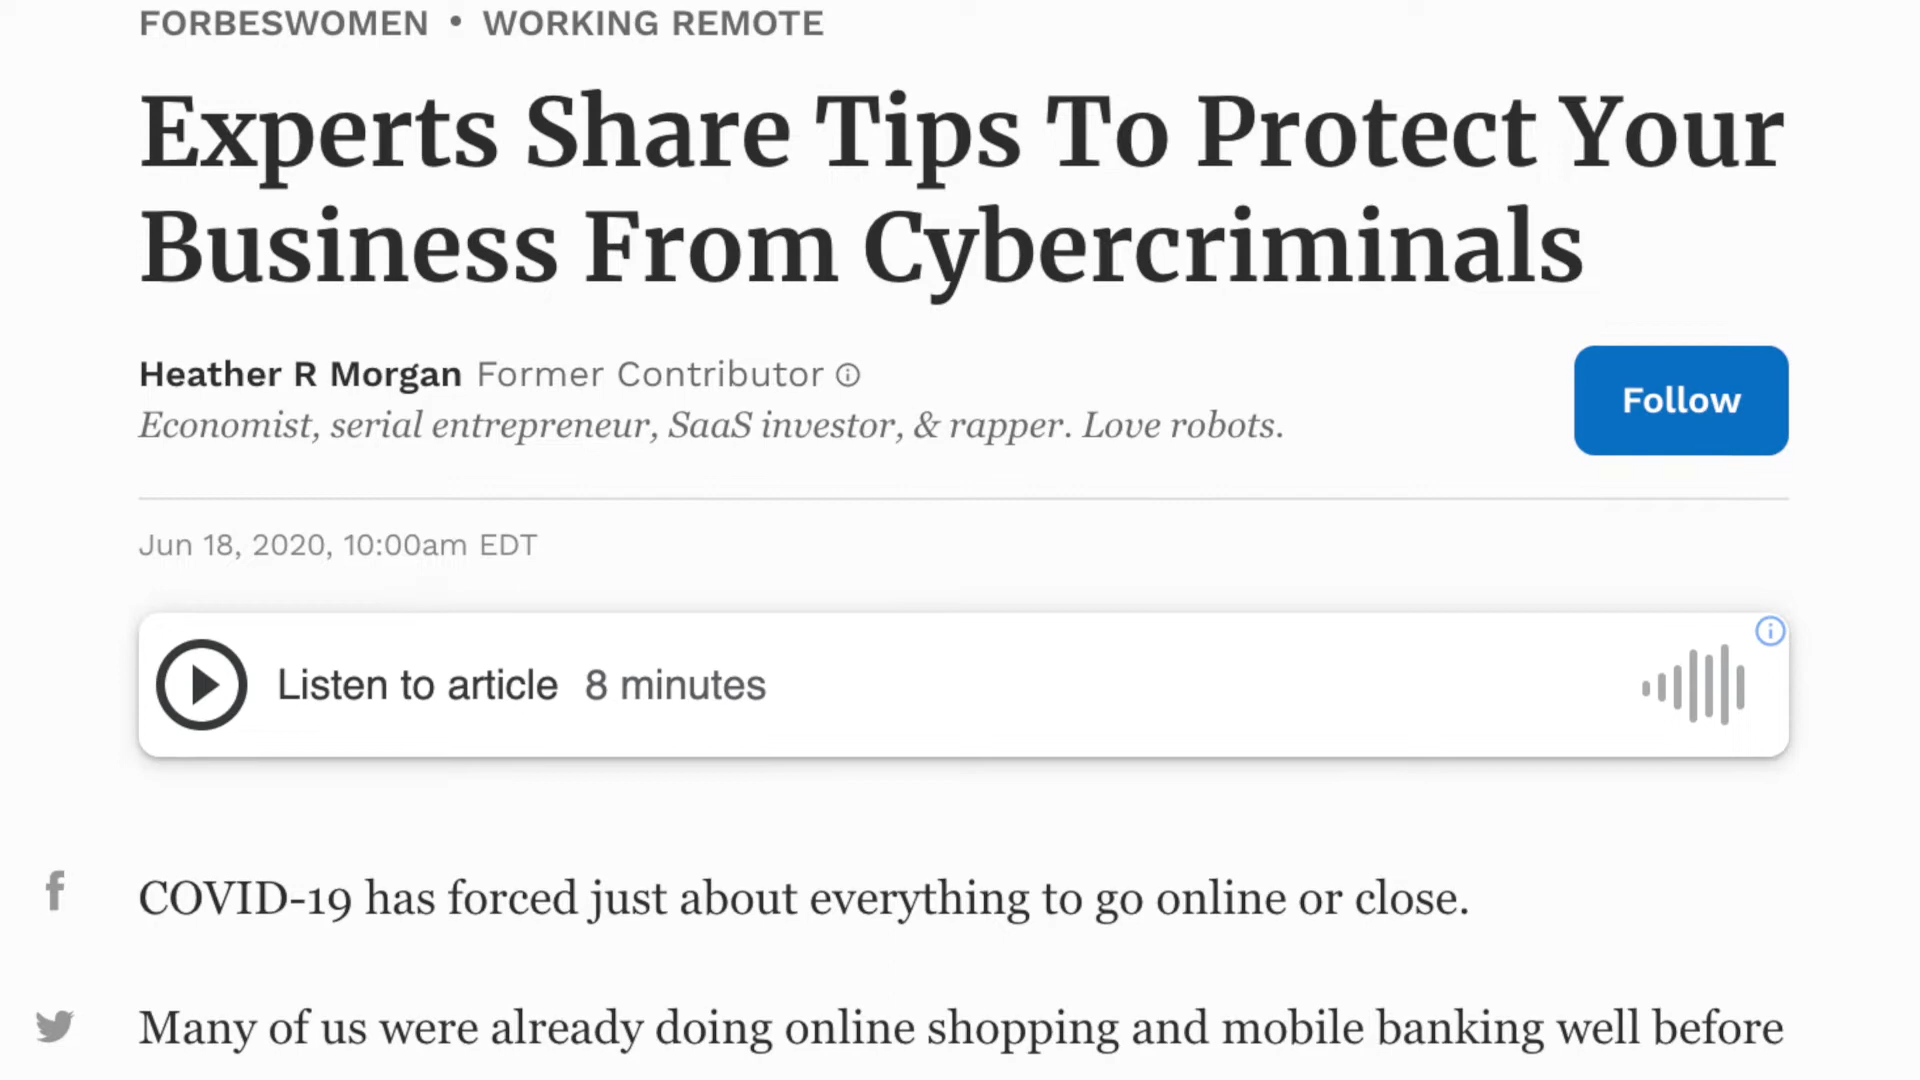 FORBESWOMEN • WORKING REMOTE
Experts Share Tips To Protect Your
Business From Cybercriminals
Heather R Morgan Former Contributor
Economist, serial entrepreneur, SaaS investor, & rapper. Love robots.
Follow
Jun 18, 2020, 10:00am EDT
Listen to article 8 minutes
COVID-19 has forced just about everything to go online or close.
Many of us were already doing online shopping and mobile banking well before